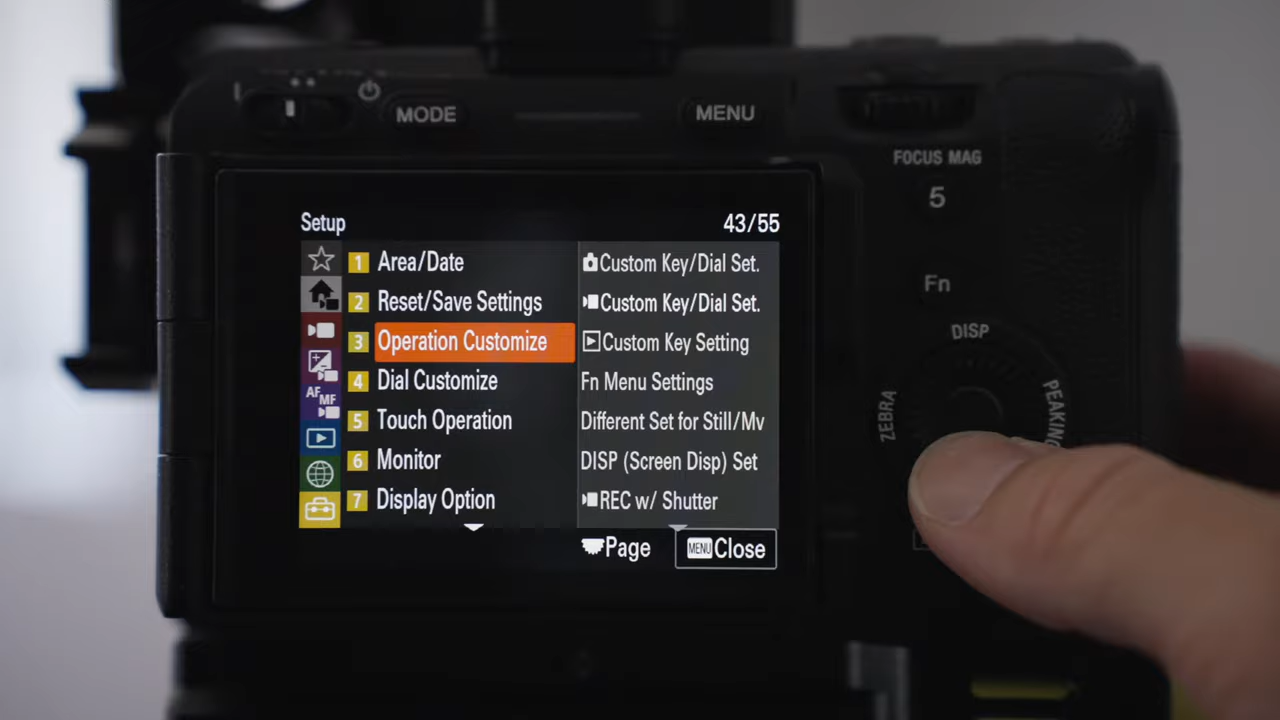 MODE
MENU
FOCUS MAG
5
Fn
DISP
ZEBRA
PEAKING
Setup
43/55
1 Area/Date
2 Reset/Save Settings
3 Operation Customize
4 Dial Customize
5 Touch Operation
6 Monitor
7 Display Option
AF MF
Custom Key/Dial Set.
Custom Key/Dial Set.
Custom Key Setting
Fn Menu Settings
Different Set for Still/Mv
DISP (Screen Disp) Set
REC w/ Shutter
Page
MENU Close